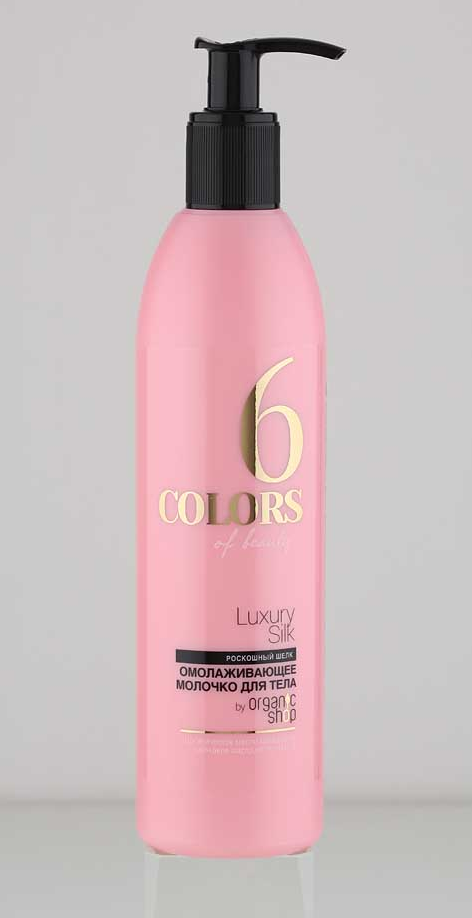 6
COLORS
of beauty
Luxury
Silk
РОСКОШНЫЙ ШЕЛК
ОМОЛАЖИВАЮЩЕЕ
МОЛОЧКО ДЛЯ ТЕЛА
by organic
shop